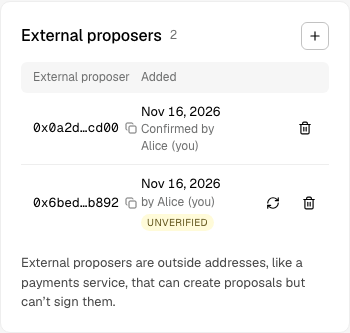 External proposers 2
External proposer Added
Nov 16, 2026
0x0a2d…cd00 Confirmed by
Alice (you)
Nov 16, 2026
0x6bed…b892 by Alice (you)
UNVERIFIED
External proposers are outside addresses, like a
payments service, that can create proposals but
can’t sign them.